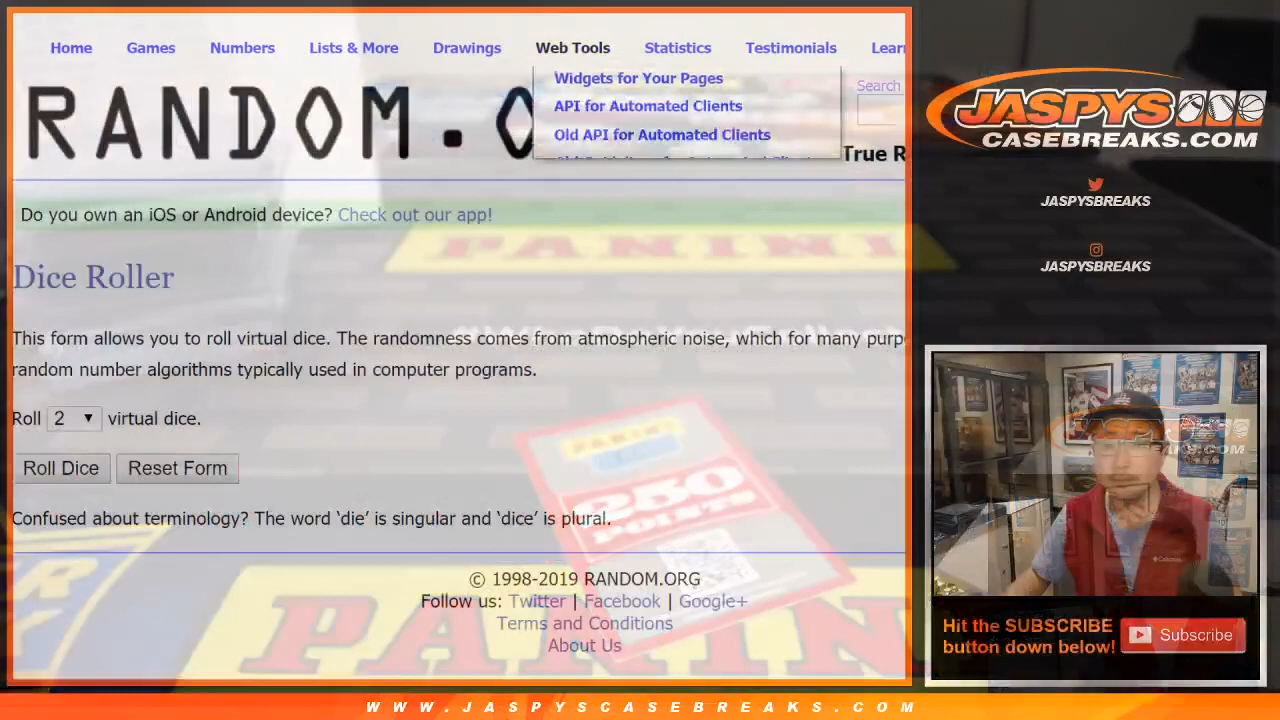 Home Games Numbers Lists & More Drawings Web Tools Statistics Testimonials Lear
Widgets for Your Pages
API for Automated Clients
Old API for Automated Clients
Search
RANDOM.O
True R
Do you own an iOS or Android device? Check out our app!
PANINI
Dice Roller
This form allows you to roll virtual dice. The randomness comes from atmospheric noise, which for many purp
random number algorithms typically used in computer programs.
Roll 2 virtual dice.
Roll Dice Reset Form
PANINI
250
POINTS
Confused about terminology? The word ‘die’ is singular and ‘dice’ is plural.
© 1998-2019 RANDOM.ORG
Follow us: Twitter | Facebook | Google+
Terms and Conditions
About Us
PANINI
JASPYS
CASEBREAKS.COM
JASPYSBREAKS
JASPYSBREAKS
Hit the SUBSCRIBE
button down below!
Subscribe
WWW.JASPYSCASEBREAKS.COM